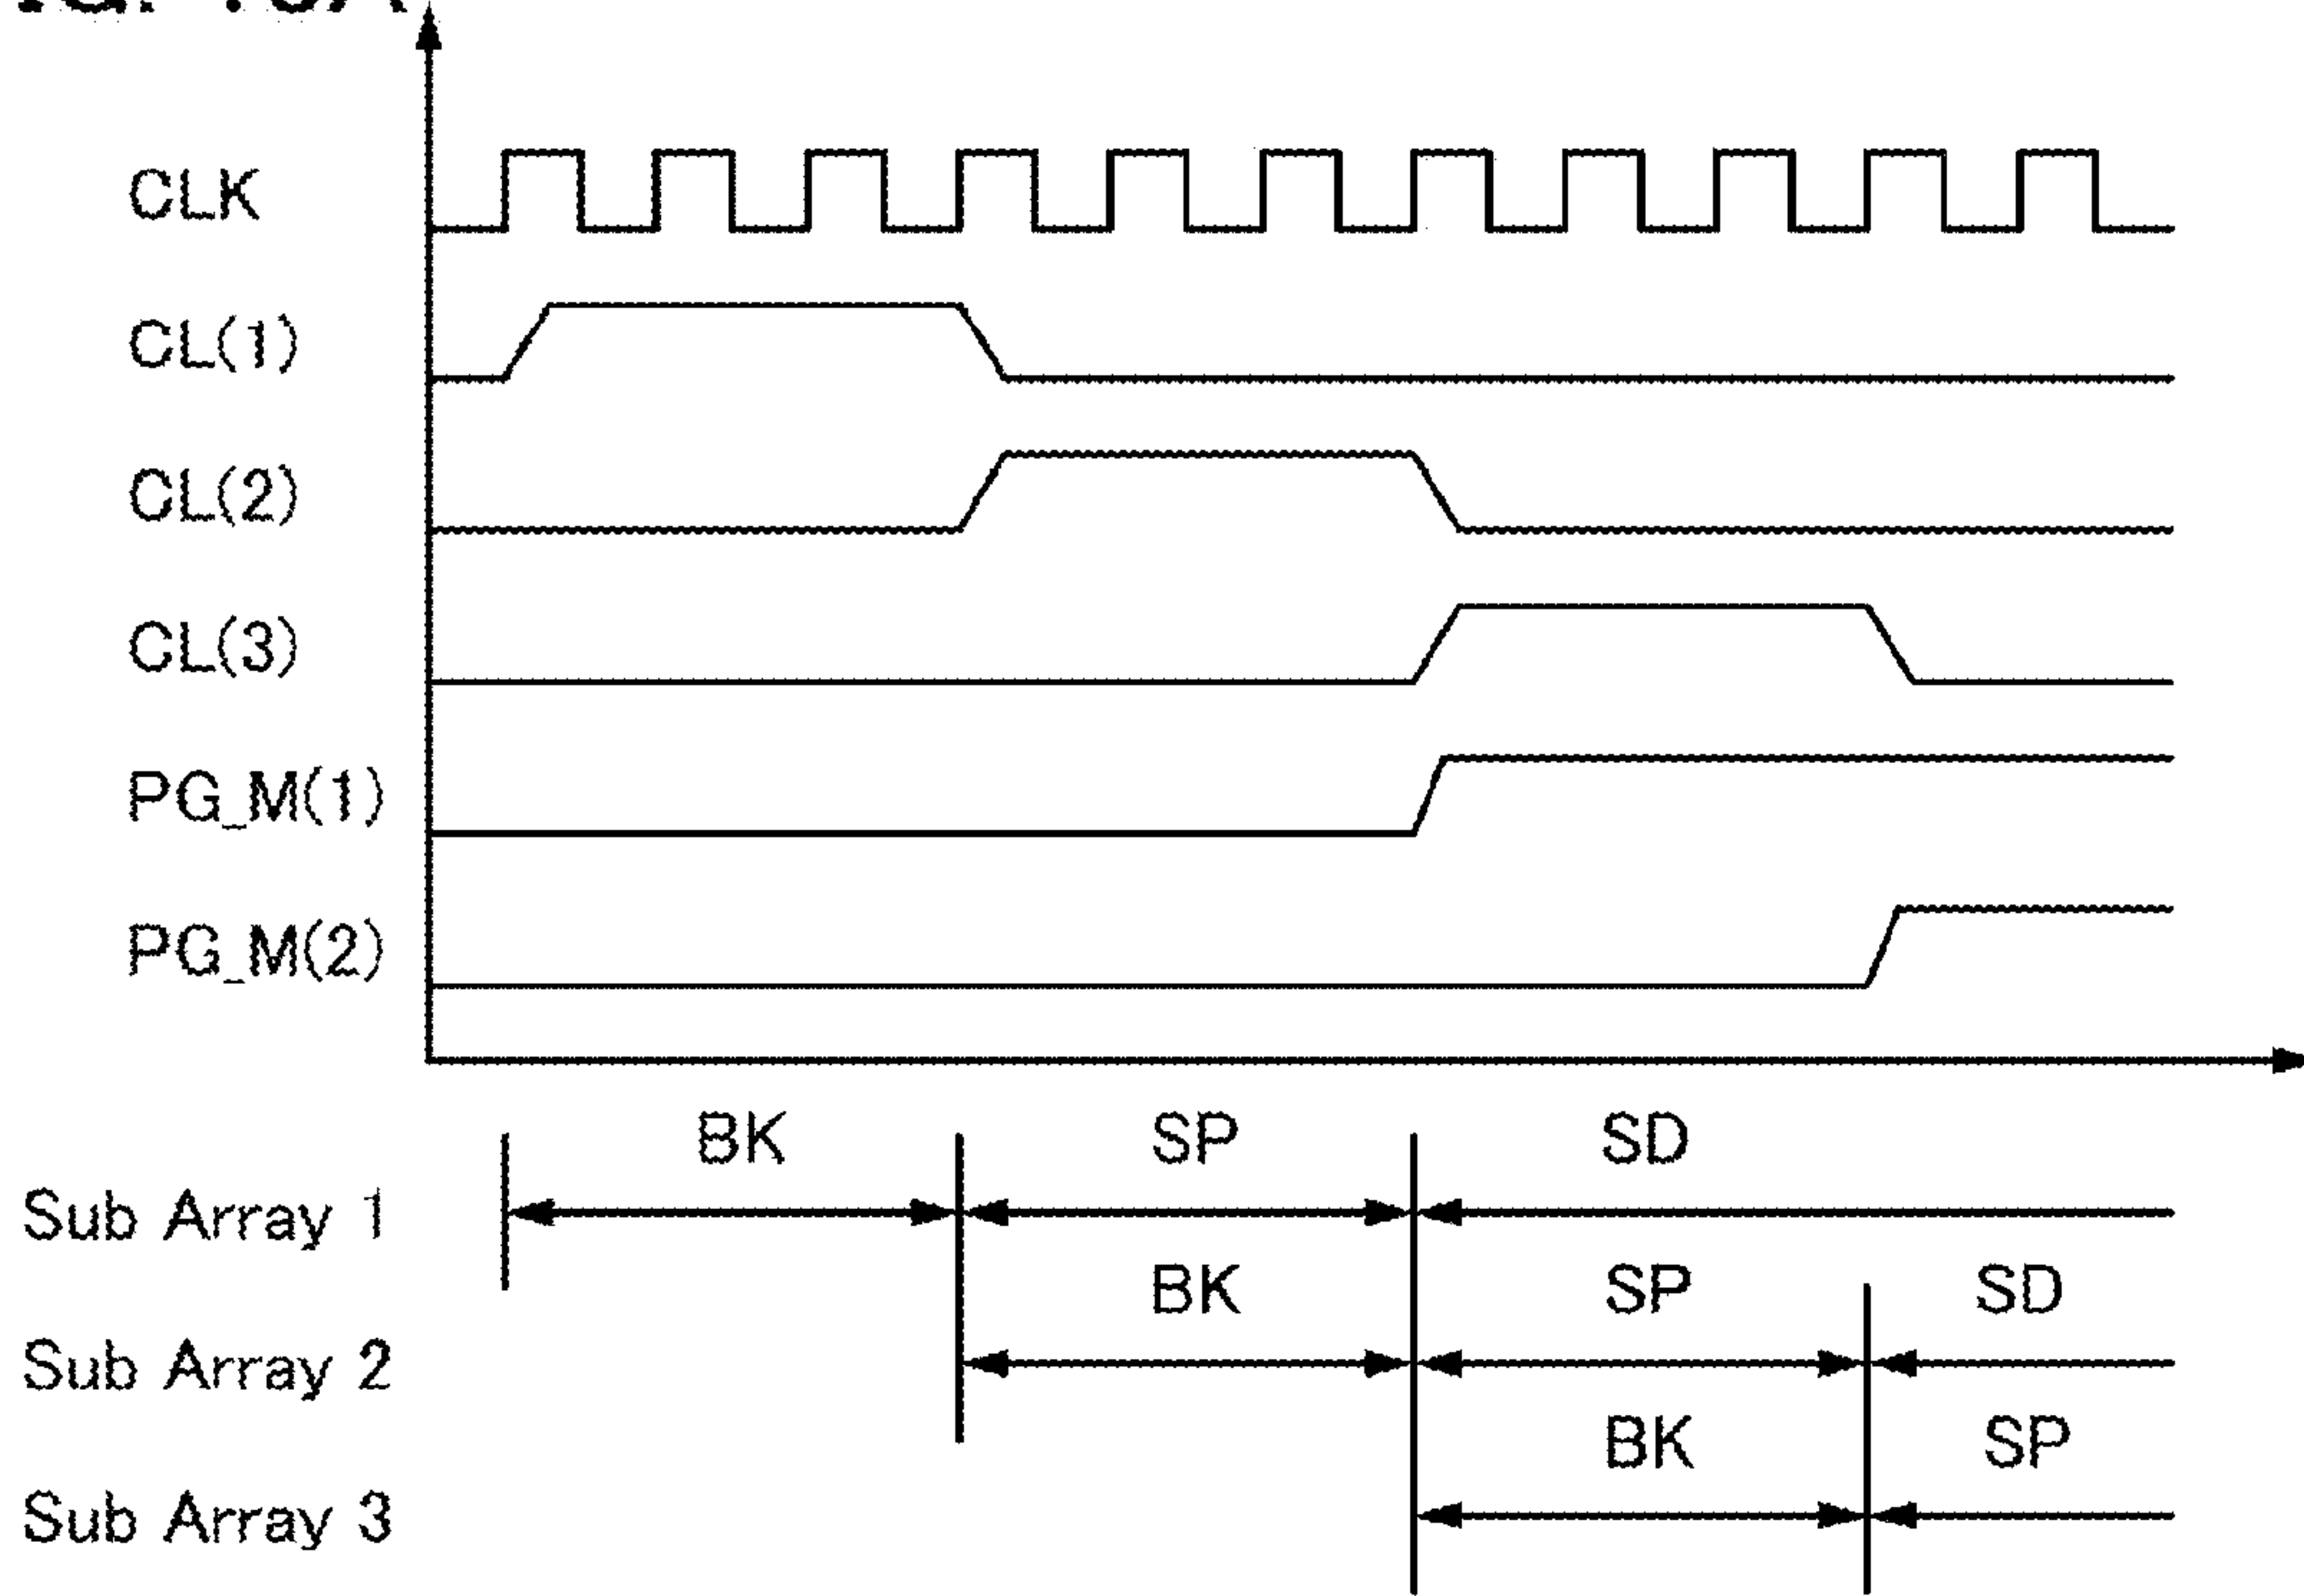 CLK
CL(1)
CL(2)
CL(3)
PG_M(1)
PG_M(2)
BK SP SD
Sub Array 1
BK SP SD
Sub Array 2
BK SP
Sub Array 3